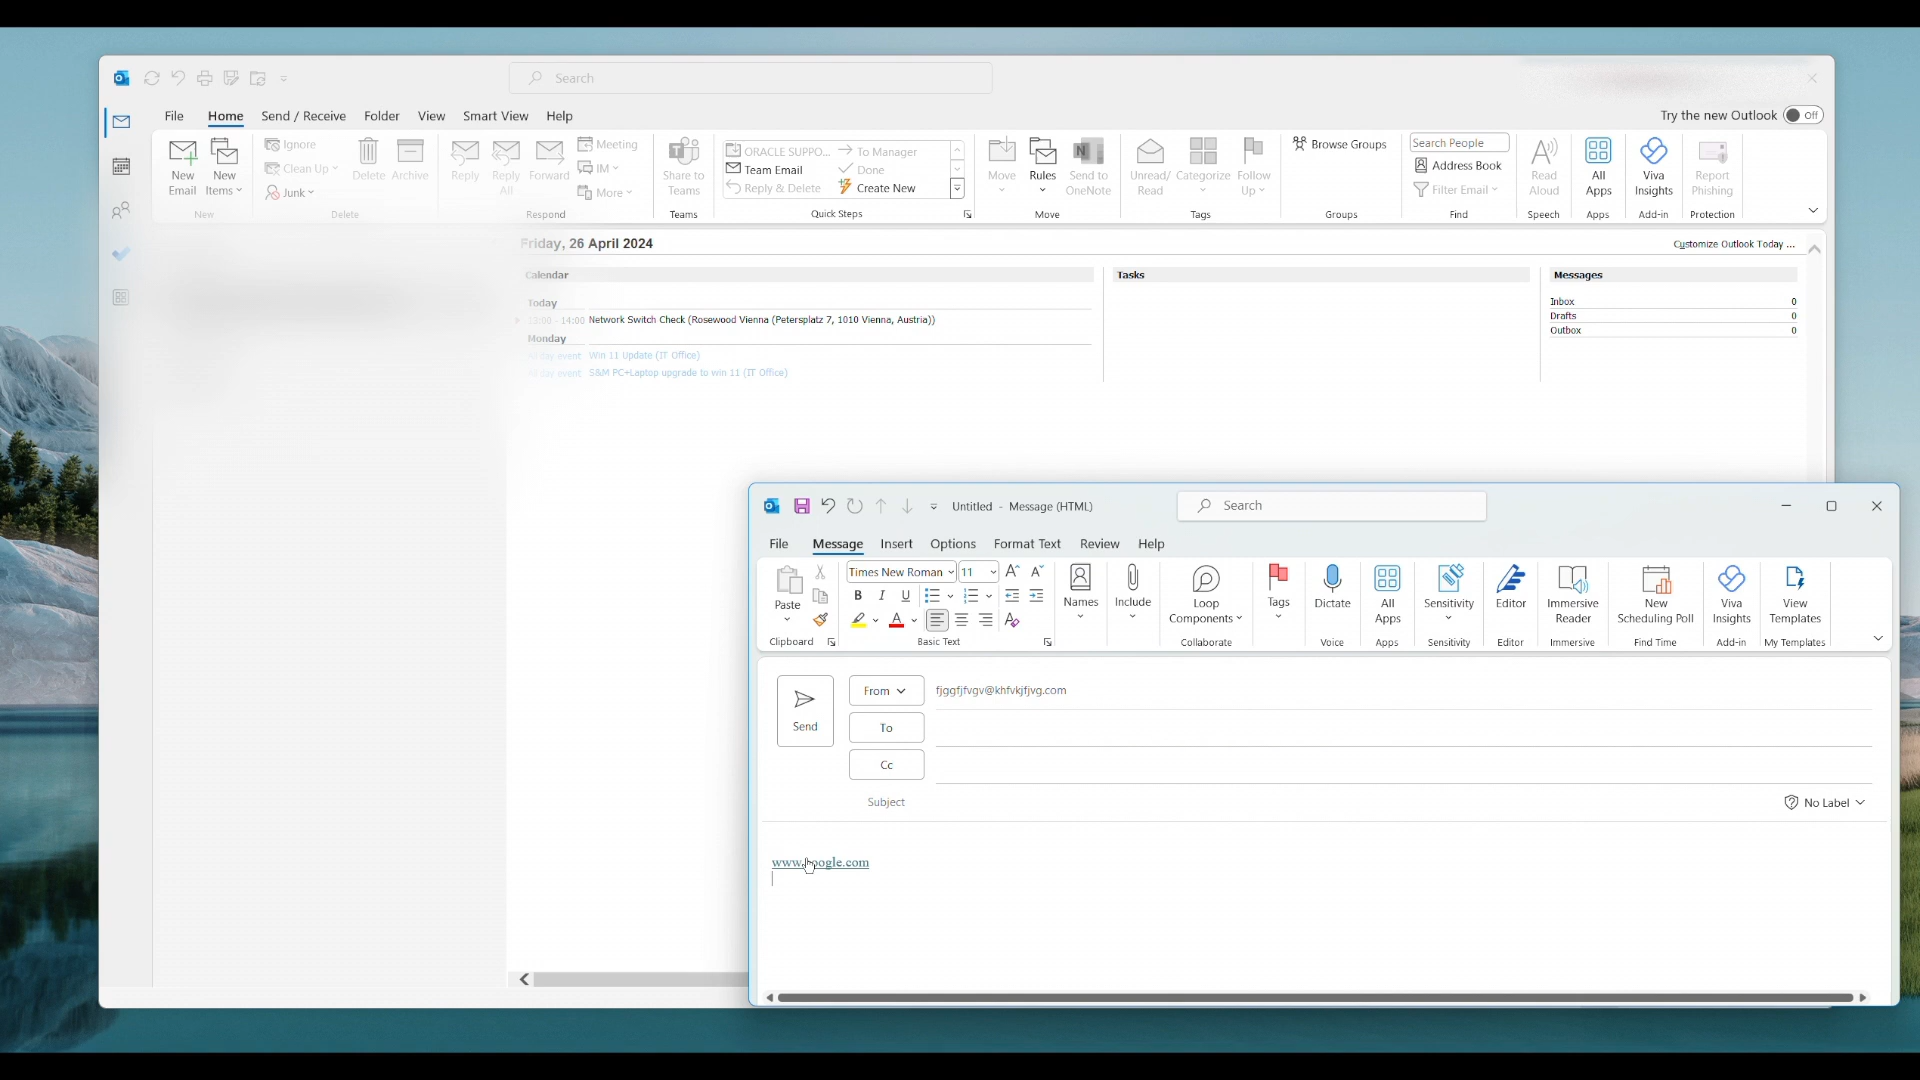 Search
File Home Send / Receive Folder View Smart View Help
Try the new Outlook Off
New Email
New Items
Ignore
Clean Up
Junk
Delete
Archive
Reply
Reply All
Forward
Meeting
IM
More
Share to Teams
ORACLE SUPPO...
Team Email
Reply & Delete
To Manager
Done
Create New
Move
Rules
Send to OneNote
Unread/ Read
Categorize
Follow Up
Browse Groups
Search People
Address Book
Filter Email
Read Aloud
All Apps
Viva Insights
Report Phishing
New Delete Respond Teams Quick Steps Move Tags Groups Find Speech Apps Add-in Protection
Friday, 26 April 2024
Customize Outlook Today ...
Calendar
Today
13:00 - 14:00 Network Switch Check (Rosewood Vienna (Petersplatz 7, 1010 Vienna, Austria))
Monday
All day event Win 11 Update (IT Office)
All day event S&M PC+Laptop upgrade to win 11 (IT Office)
Tasks
Messages
Inbox 0
Drafts 0
Outbox 0
Untitled - Message (HTML)
Search
File Message Insert Options Format Text Review Help
Paste
Times New Roman 11
B I U
Names
Include
Loop Components
Tags
Dictate
All Apps
Sensitivity
Editor
Immersive Reader
New Scheduling Poll
Viva Insights
View Templates
Clipboard Basic Text Collaborate Voice Apps Sensitivity Editor Immersive Find Time Add-in My Templates
Send
From fjggfjfvgv@khfvkjfjvg.com
To
Cc
Subject
No Label
www.google.com